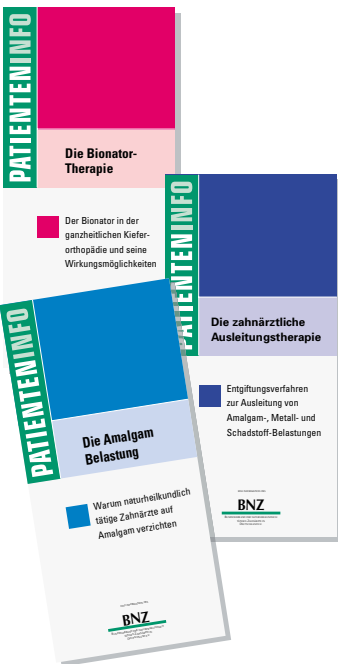 PATIENTENINFO
Die Bionator-
Therapie
Der Bionator in der
ganzheitlichen Kiefer-
orthopädie und seine
Wirkungsmöglichkeiten
PATIENTENINFO
Die zahnärztliche
Ausleitungstherapie
Entgiftungsverfahren
zur Ausleitung von
Amalgam-, Metall- und
Schadstoff-Belastungen
BNZ
PATIENTENINFO
Die Amalgam
Belastung
Warum naturheilkundlich
tätige Zahnärzte auf
Amalgam verzichten
BNZ